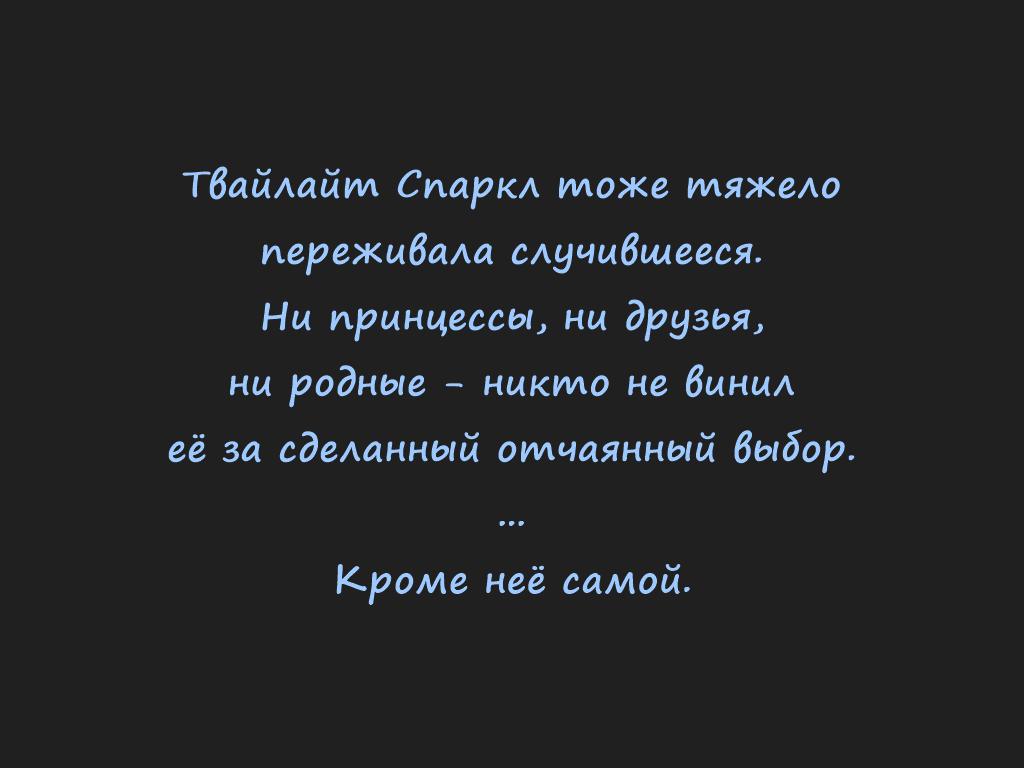 Твайлайт Спаркл тоже тяжело
переживала случившееся.
Ни принцессы, ни друзья,
ни родные - никто не винил
её за сделанный отчаянный выбор.
...
Кроме неё самой.